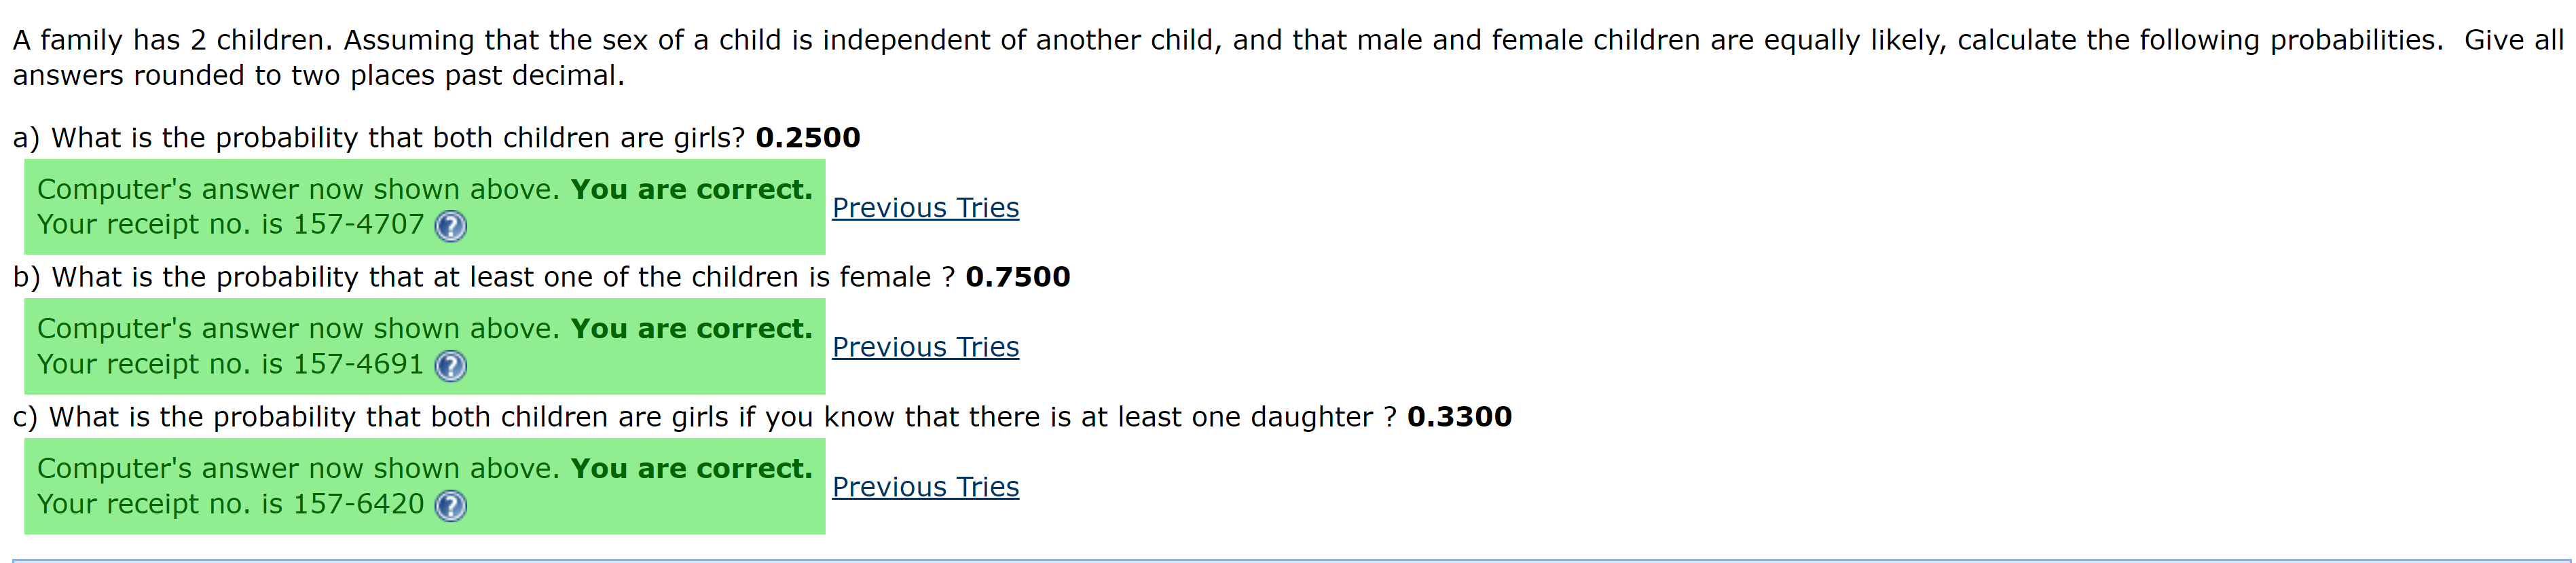 A family has 2 children. Assuming that the sex of a child is independent of another child, and that male and female children are equally likely, calculate the following probabilities.  Give all
answers rounded to two places past decimal.
a) What is the probability that both children are girls? 0.2500
Computer's answer now shown above. You are correct.
Your receipt no. is 157-4707 ?
Previous Tries
b) What is the probability that at least one of the children is female ? 0.7500
Computer's answer now shown above. You are correct.
Your receipt no. is 157-4691 ?
Previous Tries
c) What is the probability that both children are girls if you know that there is at least one daughter ? 0.3300
Computer's answer now shown above. You are correct.
Your receipt no. is 157-6420 ?
Previous Tries